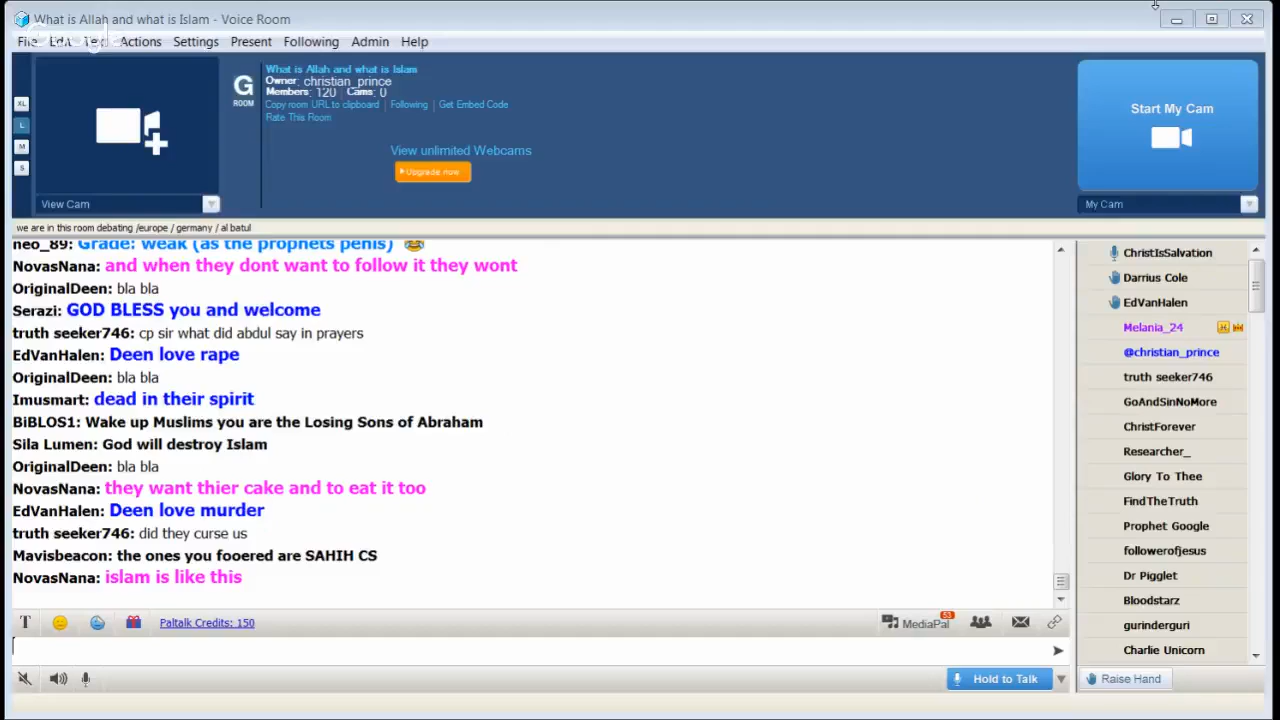 What is Allah and what is Islam - Voice Room
File Edit Text Actions Settings Present Following Admin Help
Google
XL
L
M
S
G
ROOM
What is Allah and what is Islam
Owner: christian_prince
Members: 120 Cams: 0
Copy room URL to clipboard | Following | Get Embed Code
Rate This Room
View unlimited Webcams
Upgrade now
Start My Cam
View Cam
My Cam
we are in this room debating /europe / germany / al batul
neo_89: Grade: weak (as the prophets penis)
NovasNana: and when they dont want to follow it they wont
OriginalDeen: bla bla
Serazi: GOD BLESS you and welcome
truth seeker746: cp sir what did abdul say in prayers
EdVanHalen: Deen love rape
OriginalDeen: bla bla
Imusmart: dead in their spirit
BiBLOS1: Wake up Muslims you are the Losing Sons of Abraham
Sila Lumen: God will destroy Islam
OriginalDeen: bla bla
NovasNana: they want thier cake and to eat it too
EdVanHalen: Deen love murder
truth seeker746: did they curse us
Mavisbeacon: the ones you fooered are SAHIH CS
NovasNana: islam is like this
ChristIsSalvation
Darrius Cole
EdVanHalen
Melania_24
@christian_prince
truth seeker746
GoAndSinNoMore
ChristForever
Researcher_
Glory To Thee
FindTheTruth
Prophet Google
followerofjesus
Dr Pigglet
Bloodstarz
gurinderguri
Charlie Unicorn
T
Paltalk Credits: 150
MediaPal
53
Hold to Talk
Raise Hand